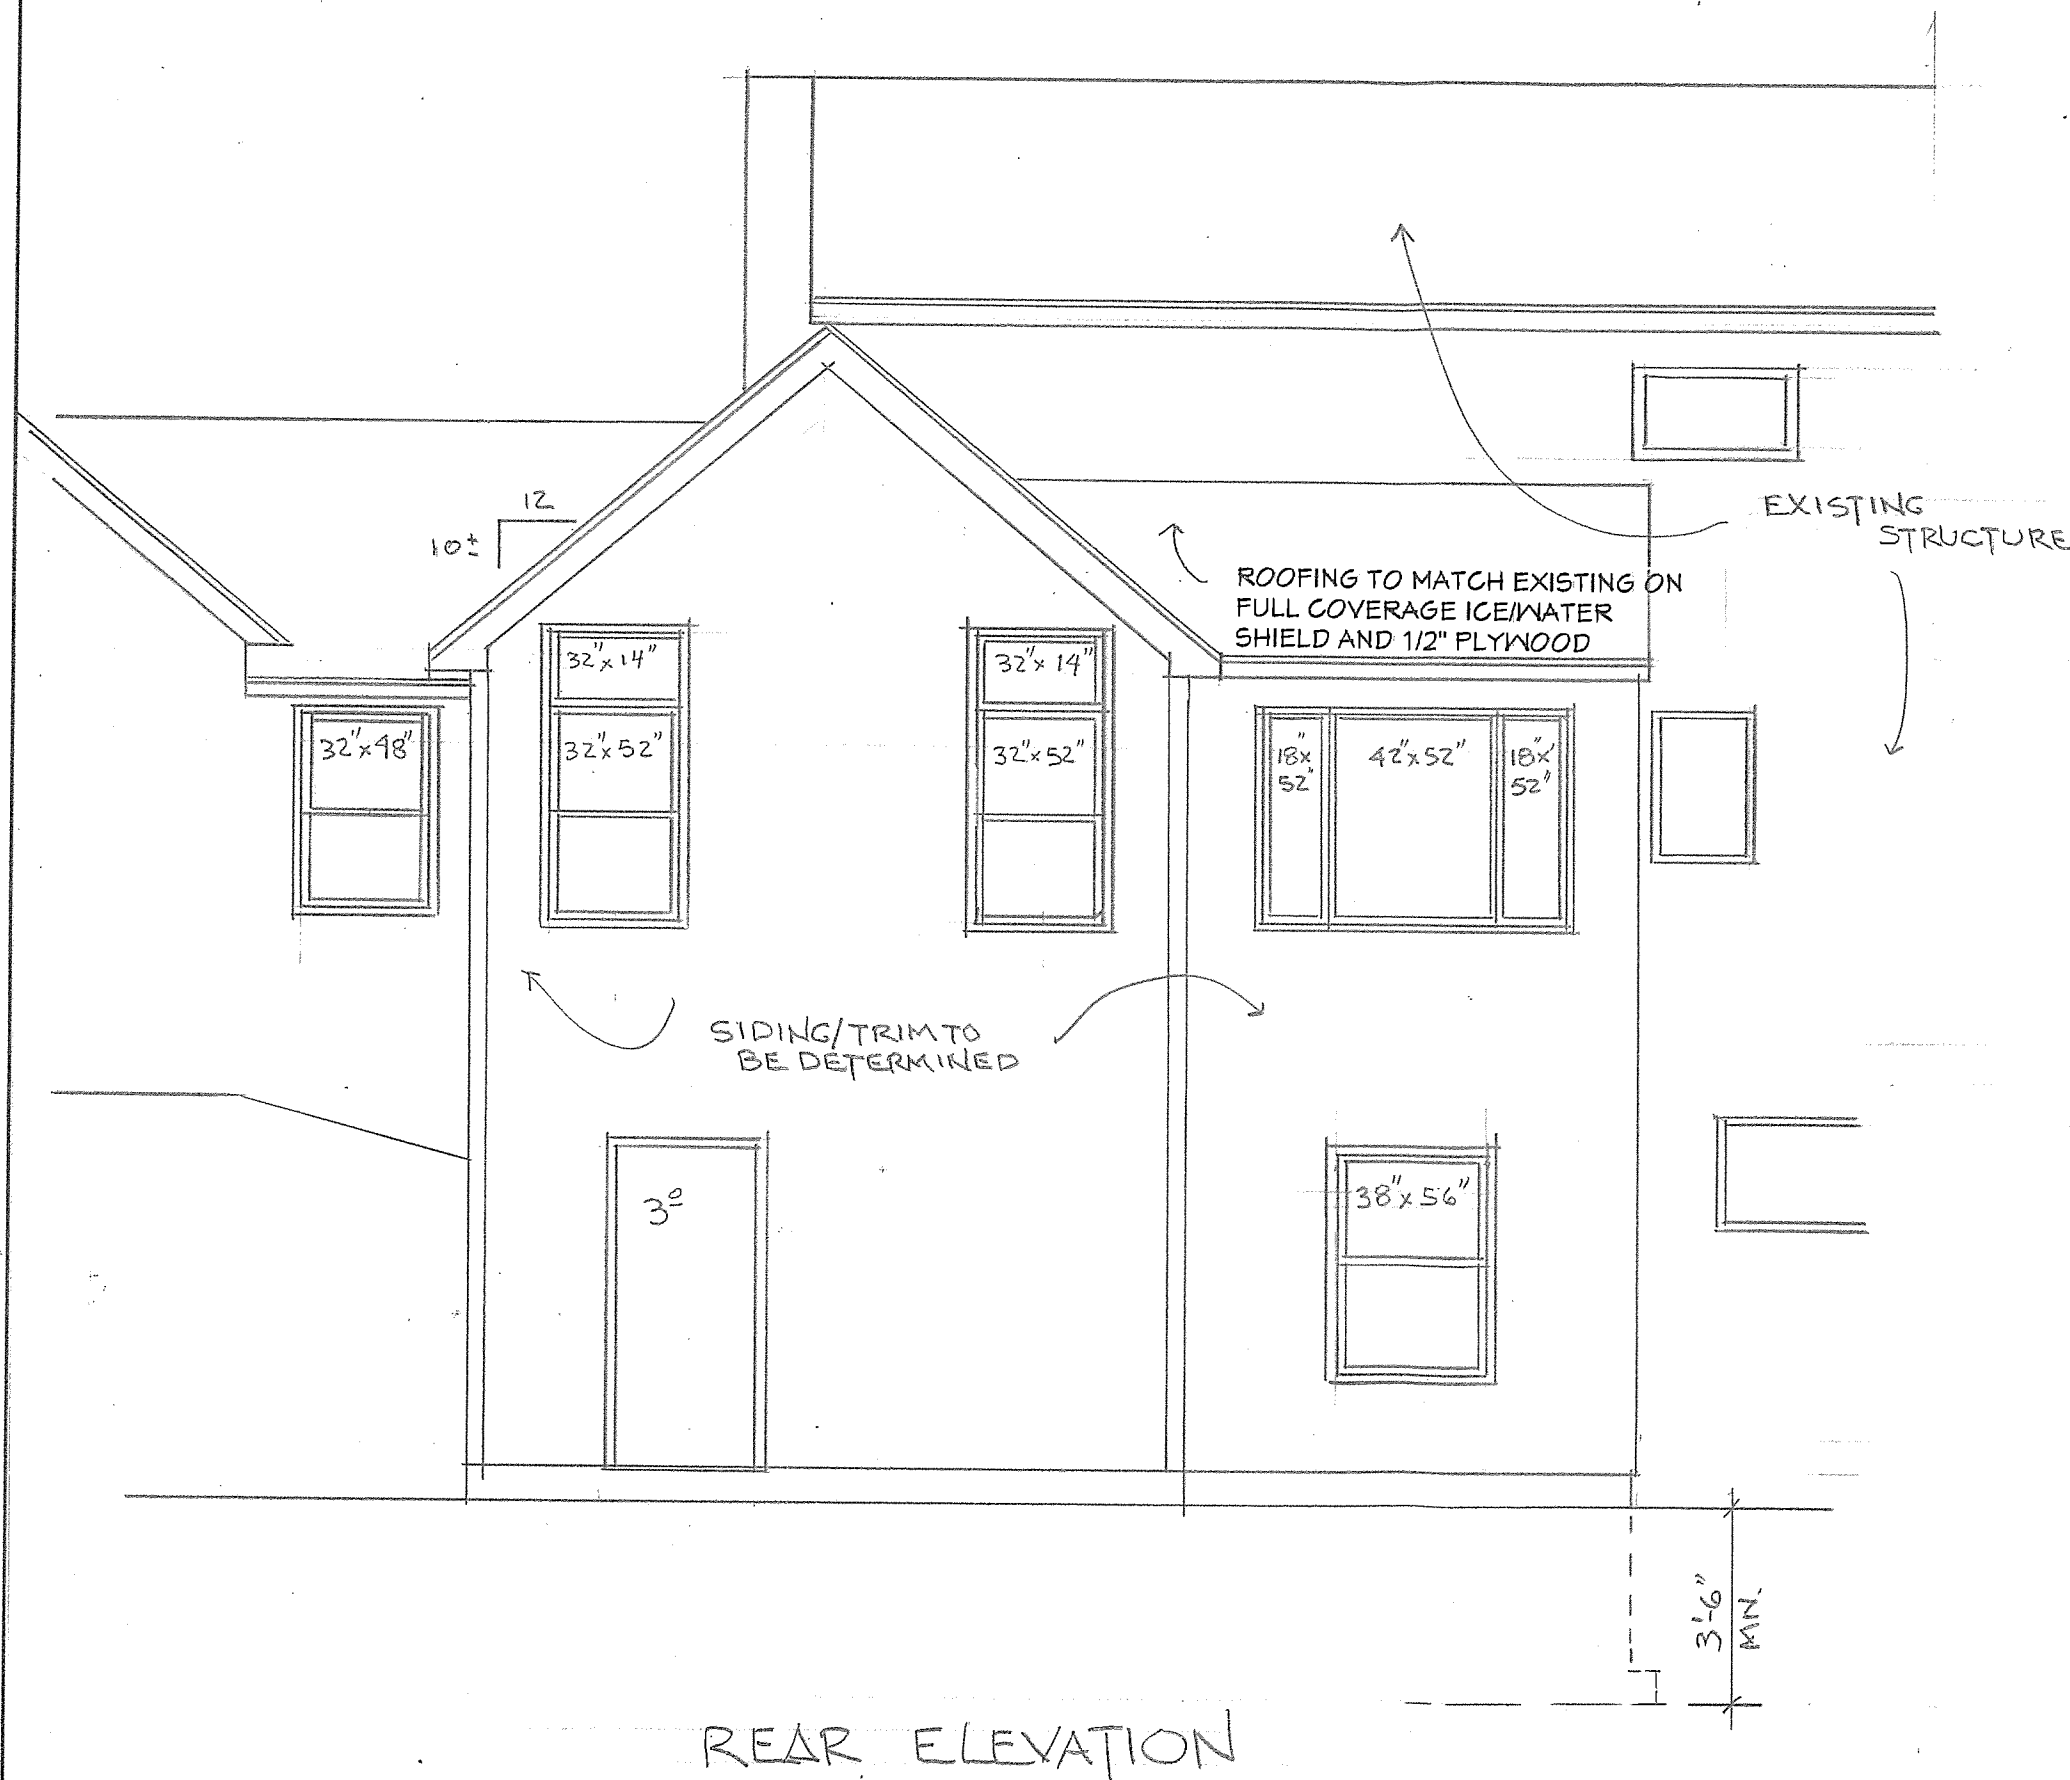 12
10±
EXISTING
STRUCTURE
ROOFING TO MATCH EXISTING ON
FULL COVERAGE ICE/WATER
SHIELD AND 1/2" PLYWOOD
32"x14"
32"x14"
32"x48"
32"x52"
32"x52"
18"x
52"
42"x52"
18"x
52"
SIDING/TRIM TO
BE DETERMINED
3⁰
38"x56"
3'-6"
MIN.
REAR ELEVATION